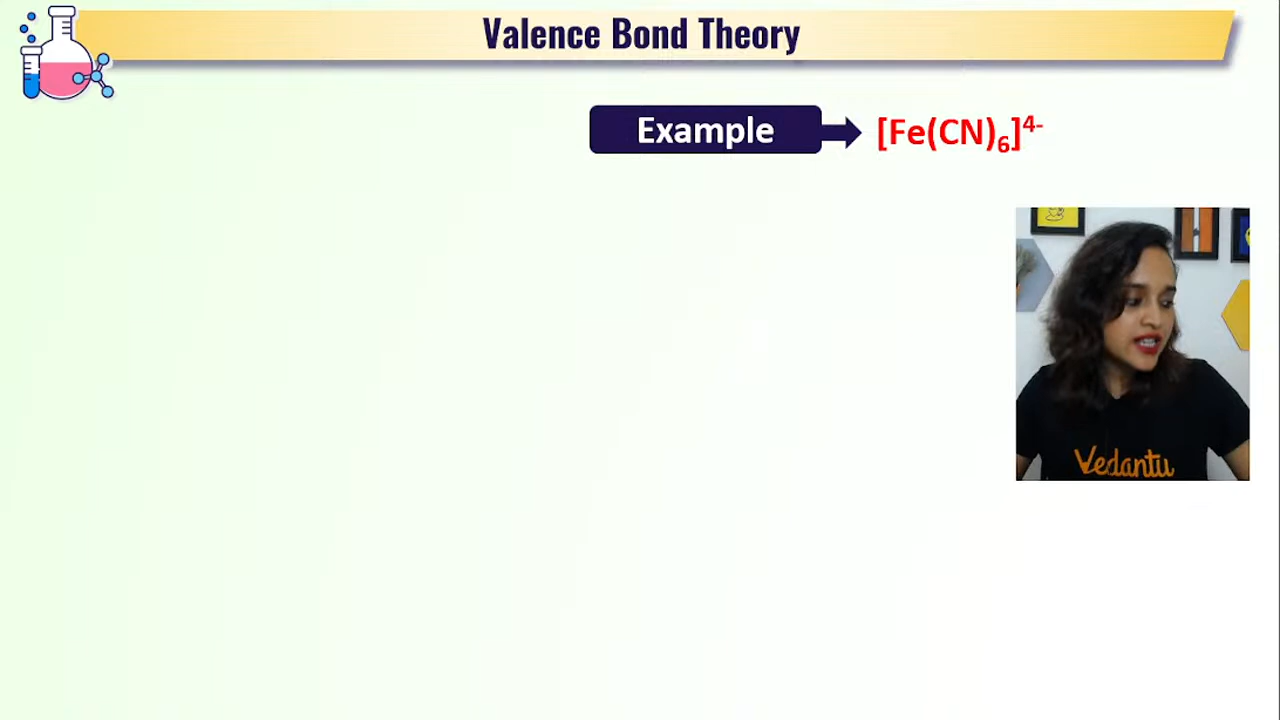 Valence Bond Theory
Example
[Fe(CN)₆]⁴⁻
Vedantu